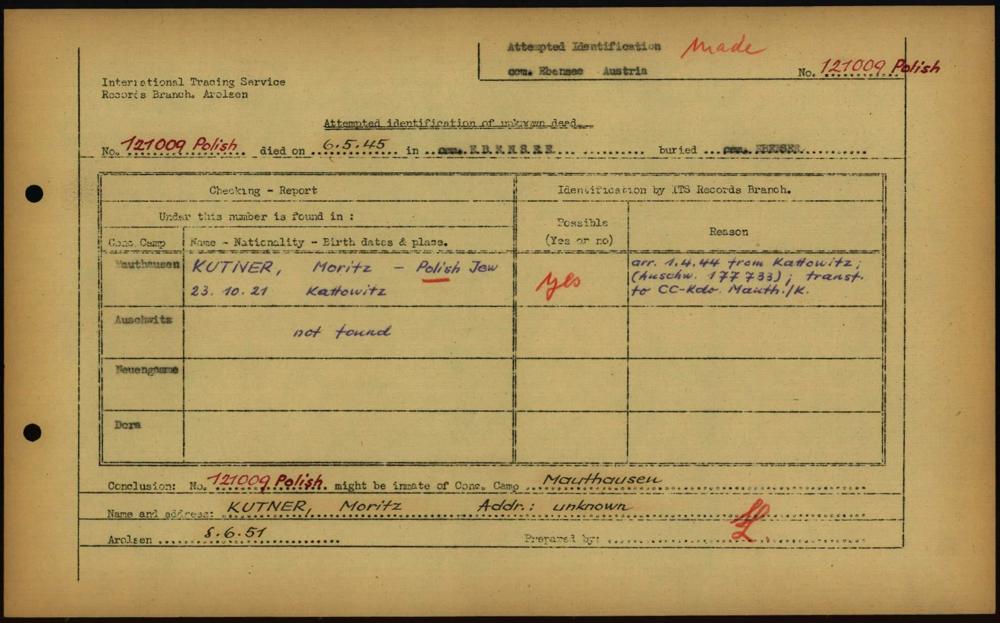 Attempted Identification made
com. Ebensee Austria
No. 121009 Polish
International Tracing Service
Records Branch. Arolsen
Attempted identification of unknown dead.
No. 121009 Polish died on 6.5.45 in com. EBENSEE buried com. EBENSEE
Checking - Report
Identification by ITS Records Branch.
Under this number is found in :
Possible
(Yes or no)
Reason
Conc. Camp
Name - Nationality - Birth dates & place.
Mauthausen
KUTNER, Moritz - Polish Jew
23. 10. 21 Kattowitz
yes
arr. 1.4.44 from Kattowitz;
(huschw. 177733); transf.
to CC-Kdo. Mauth./K.
Auschwitz
not found
Neuengamme
Dora
Conclusion: No. 121009 Polish might be inmate of Conc. Camp Mauthausen
Name and address: KUTNER, Moritz Addr.: unknown
Arolsen 8.6.51 Prepared by: